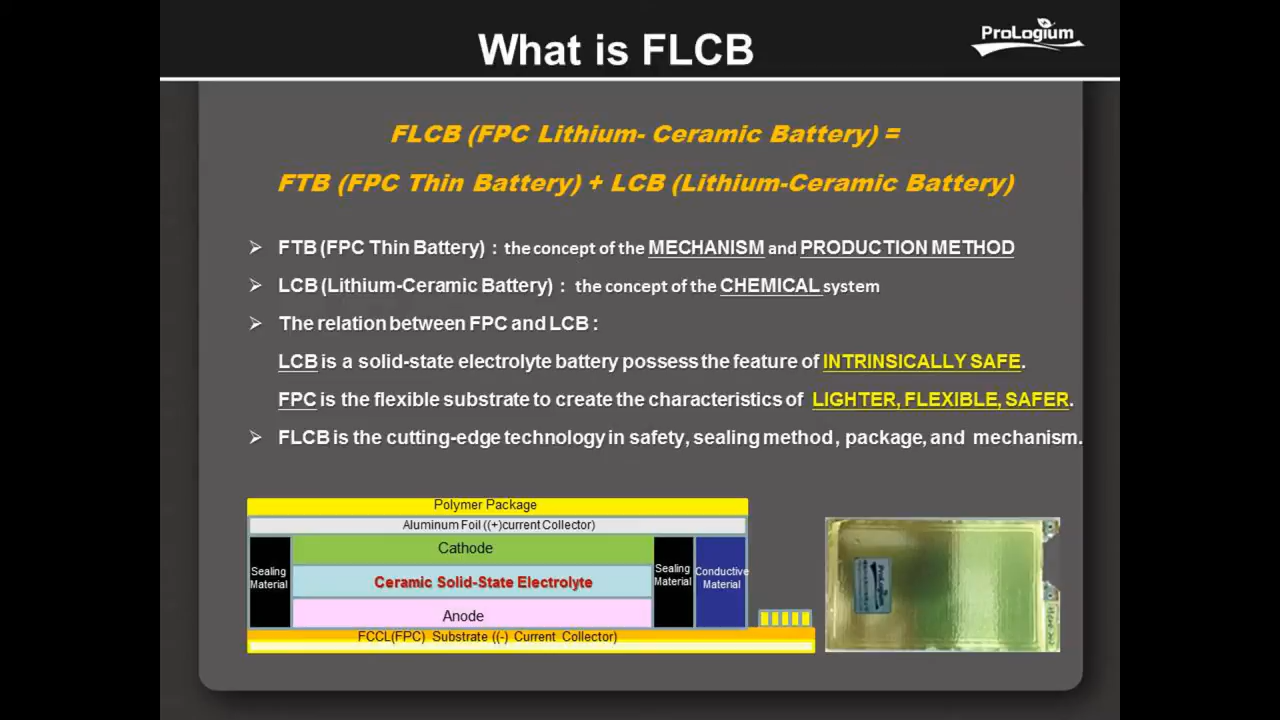 What is FLCB
ProLogium
FLCB (FPC Lithium- Ceramic Battery) =
FTB (FPC Thin Battery) + LCB (Lithium-Ceramic Battery)
FTB (FPC Thin Battery) : the concept of the MECHANISM and PRODUCTION METHOD
LCB (Lithium-Ceramic Battery) : the concept of the CHEMICAL system
The relation between FPC and LCB :
LCB is a solid-state electrolyte battery possess the feature of INTRINSICALLY SAFE.
FPC is the flexible substrate to create the characteristics of LIGHTER, FLEXIBLE, SAFER.
FLCB is the cutting-edge technology in safety, sealing method, package, and mechanism.
Polymer Package
Aluminum Foil ((+)current Collector)
Cathode
Sealing
Material
Ceramic Solid-State Electrolyte
Sealing
Material
Conductive
Material
Anode
FCCL(FPC) Substrate ((-) Current Collector)
ProLogium